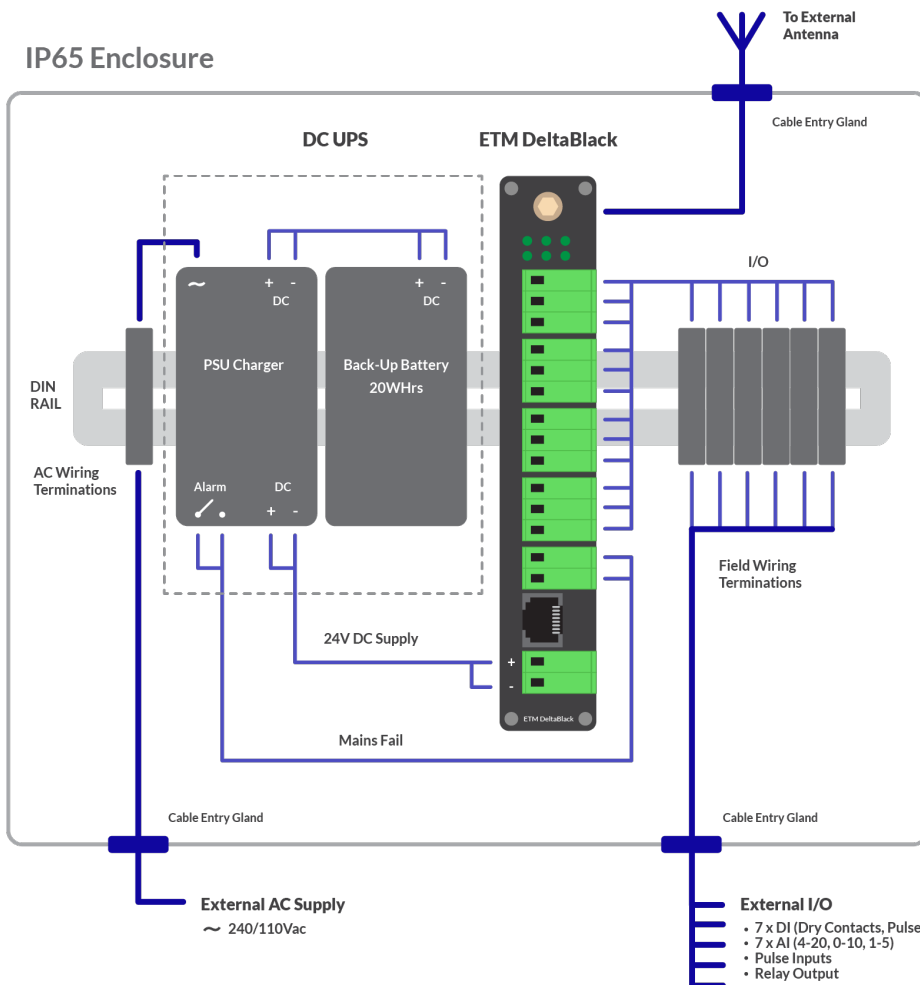 To External
Antenna
IP65 Enclosure
Cable Entry Gland
DC UPS
ETM DeltaBlack
I/O
~
+ -
DC
+ -
DC
PSU Charger
Back-Up Battery
20WHrs
DIN
RAIL
AC Wiring
Terminations
Alarm
DC
+ -
Field Wiring
Terminations
24V DC Supply
+
-
ETM DeltaBlack
Mains Fail
Cable Entry Gland
Cable Entry Gland
External AC Supply
~ 240/110Vac
External I/O
• 7 x DI (Dry Contacts, Pulse
• 7 x AI (4-20, 0-10, 1-5)
• Pulse Inputs
• Relay Output